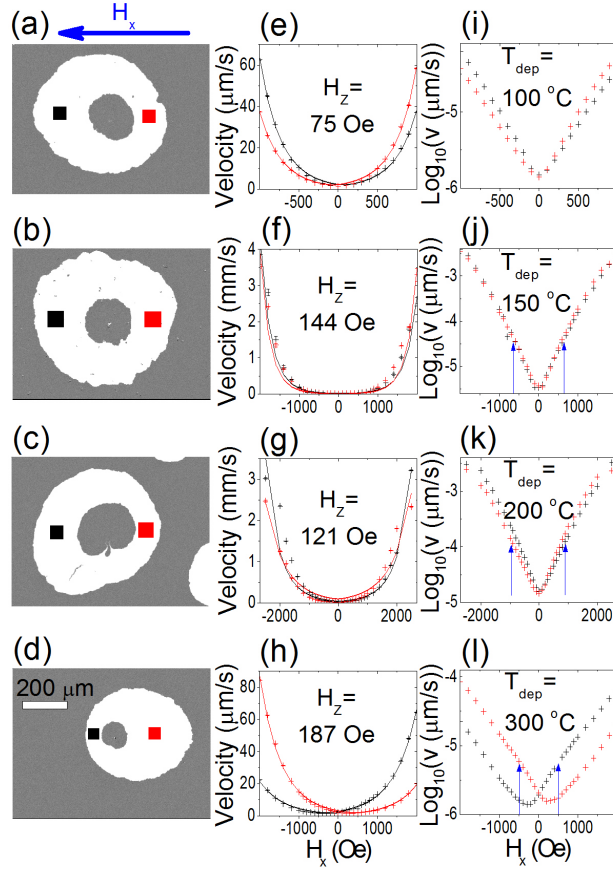 (a)
Hx
(b)
(c)
(d)
200 μm
(e)
Velocity (μm/s)
60
40
20
0
HZ=
75 Oe
-500 0 500
(f)
Velocity (mm/s)
4
3
2
1
0
HZ=
144 Oe
-1000 0 1000
(g)
Velocity (mm/s)
3
2
1
0
HZ=
121 Oe
-2000 0 2000
(h)
Velocity (μm/s)
80
60
40
20
0
HZ=
187 Oe
-1000 0 1000
Hx (Oe)
(i)
Log10(v (μm/s))
-5
-6
Tdep=
100 °C
-500 0 500
(j)
Log10(v (μm/s))
-3
-4
-5
Tdep=
150 °C
-1000 0 1000
(k)
Log10(v (μm/s))
-3
-4
-5
Tdep=
200 °C
-2000 0 2000
(l)
Log10(v (μm/s))
-4
-5
-6
Tdep=
300 °C
-1000 0 1000
Hx (Oe)